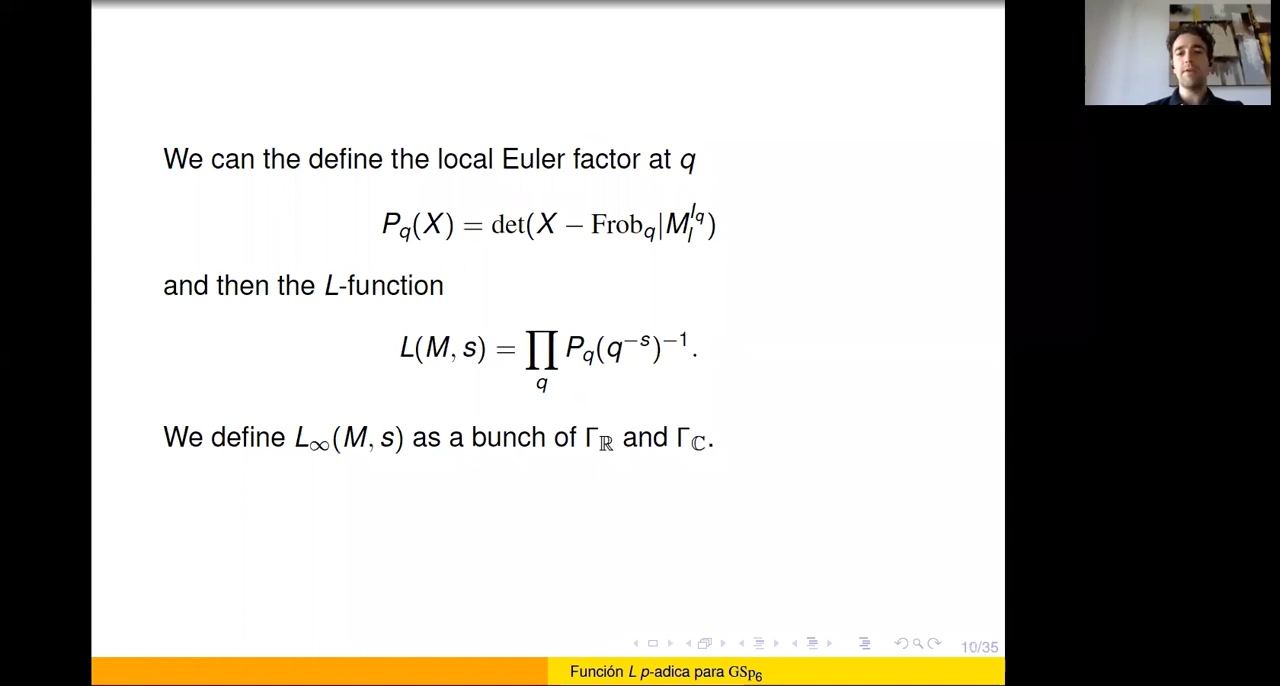 We can the define the local Euler factor at q
P_q(X) = det(X − Frob_q|M_l^{I_q})
and then the L-function
L(M, s) = ∏_q P_q(q^{−s})^{−1}.
We define L_∞(M, s) as a bunch of Γ_ℝ and Γ_ℂ.
10/35
Función L p-adica para GSp_6